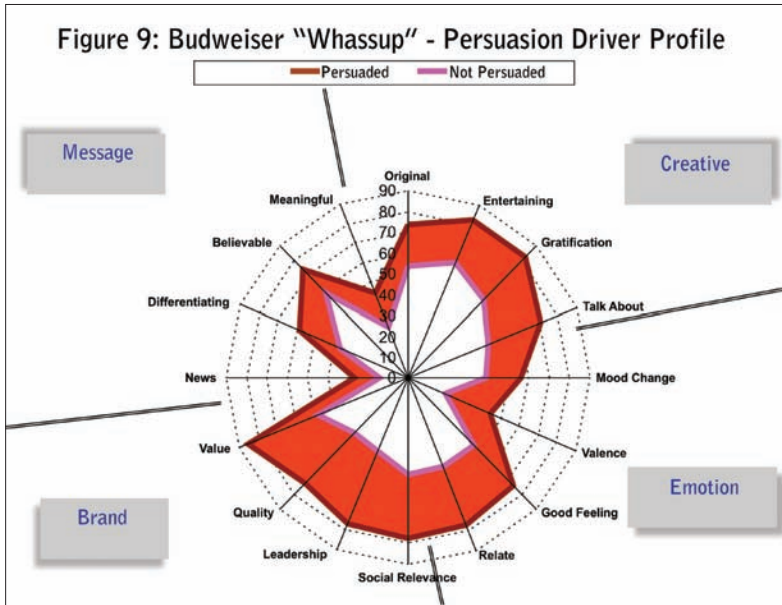 Figure 9: Budweiser “Whassup” - Persuasion Driver Profile
Persuaded Not Persuaded
Message
Creative
Original
Meaningful
Entertaining
Believable
Gratification
Differentiating
Talk About
News
Mood Change
Value
Valence
Quality
Good Feeling
Leadership
Relate
Social Relevance
Brand
Emotion
90
80
70
60
50
40
30
20
10
0